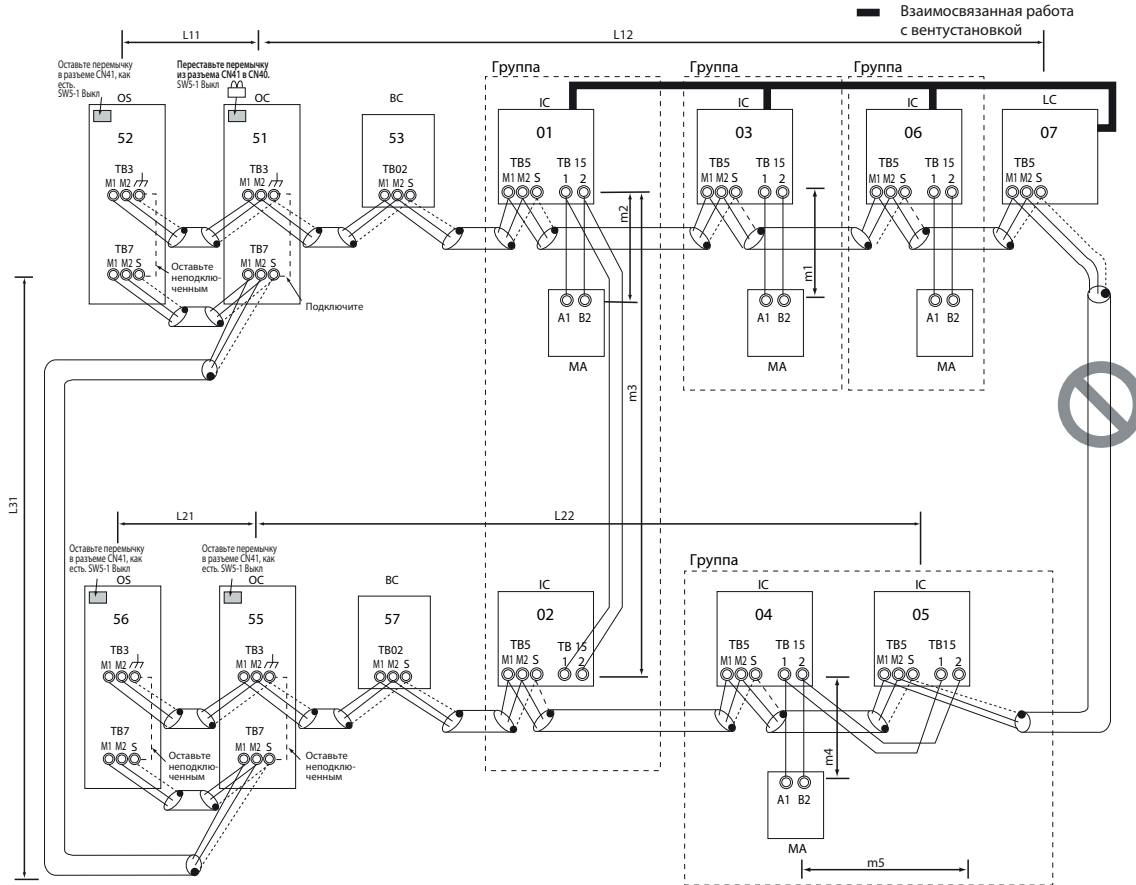 Взаимосвязанная работа
с вентустановкой
L11
L12
Оставьте перемычку
в разъеме CN41, как
есть.
SW5-1 Выкл
Переставьте перемычку
из разъема CN41 в CN40.
SW5-1 Выкл
Группа
Группа
Группа
OS
OC
BC
IC
IC
IC
LC
52
51
53
01
03
06
07
TB3
TB3
TB02
TB5
TB 15
TB5
TB 15
TB5
TB 15
TB5
M1 M2
M1 M2
M1 M2 S
M1 M2 S
1 2
M1 M2 S
1 2
M1 M2 S
1 2
M1 M2 S
m2
m1
TB7
TB7
M1 M2 S
M1 M2 S
Оставьте
неподклю-
ченным
Подключите
A1 B2
A1 B2
A1 B2
MA
MA
MA
m3
L31
L21
L22
Оставьте перемычку
в разъеме CN41, как
есть. SW5-1 Выкл
Оставьте перемычку
в разъеме CN41, как
есть. SW5-1 Выкл
Группа
OS
OC
BC
IC
IC
IC
56
55
57
02
04
05
TB3
TB3
TB02
TB5
TB 15
TB5
TB 15
TB5
TB15
M1 M2
M1 M2
M1 M2 S
M1 M2 S
1 2
M1 M2 S
1 2
M1 M2 S
1 2
TB7
TB7
M1 M2 S
M1 M2 S
Оставьте
неподклю-
ченным
Оставьте
неподклю-
ченным
m4
A1 B2
MA
m5